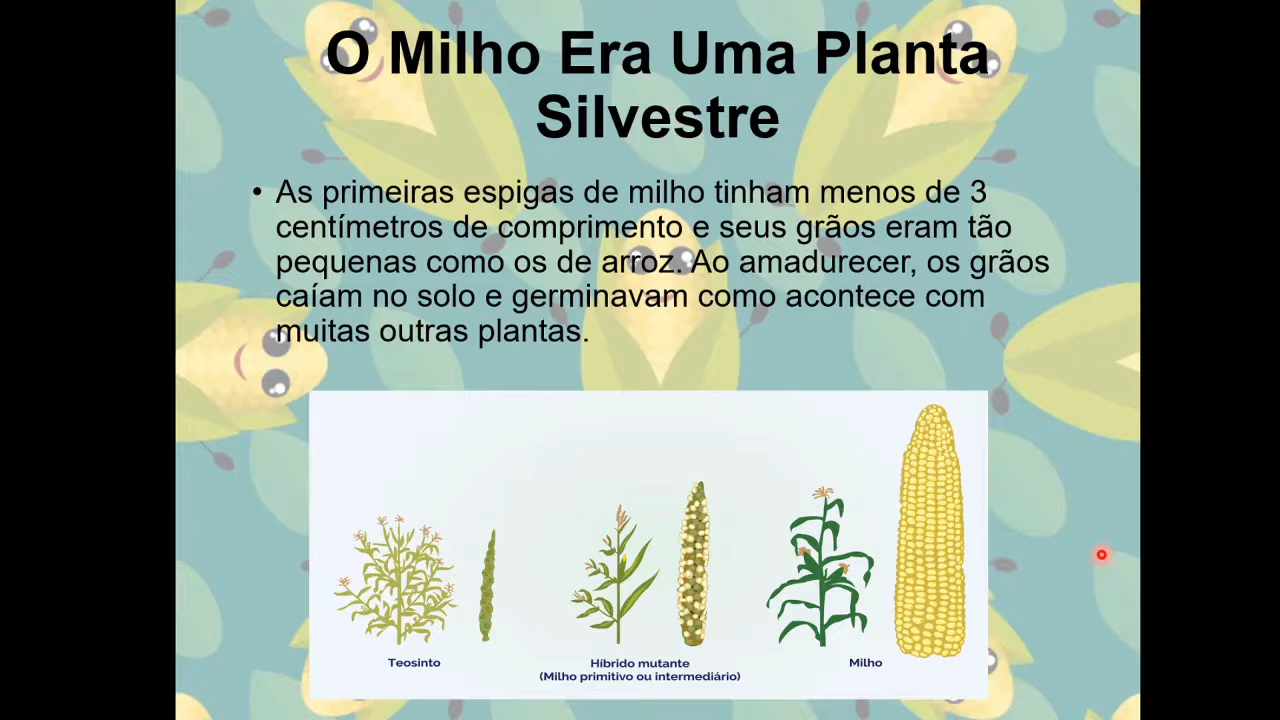 O Milho Era Uma Planta
Silvestre
• As primeiras espigas de milho tinham menos de 3
centímetros de comprimento e seus grãos eram tão
pequenas como os de arroz. Ao amadurecer, os grãos
caíam no solo e germinavam como acontece com
muitas outras plantas.
Teosinto
Híbrido mutante
(Milho primitivo ou intermediário)
Milho